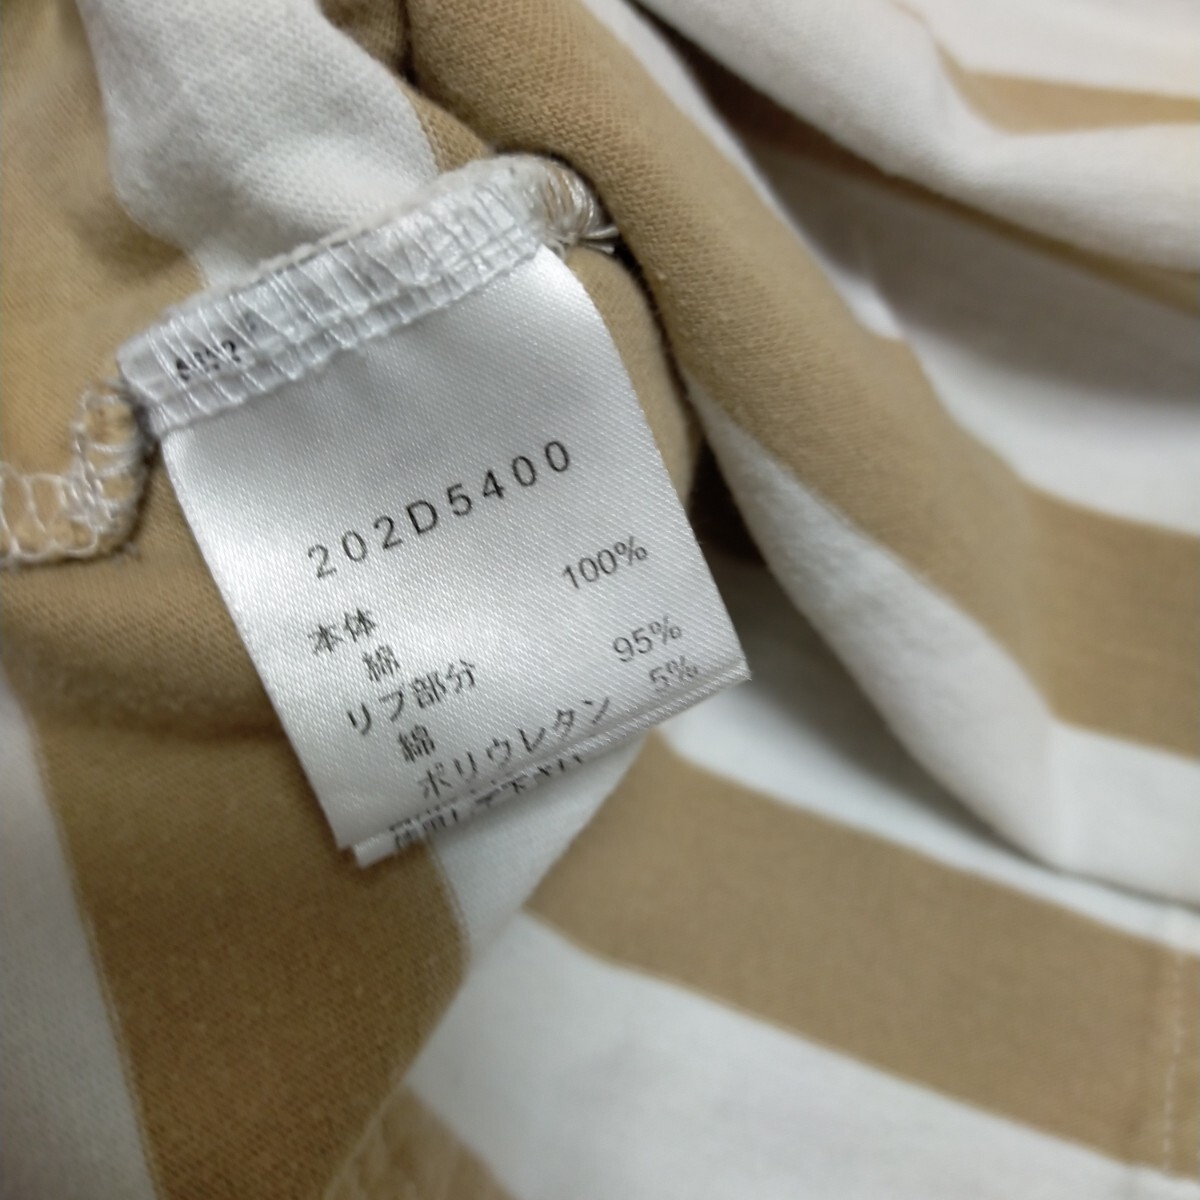 202D5400
本体
綿 100%
リブ部分
綿 95%
ポリウレタン 5%